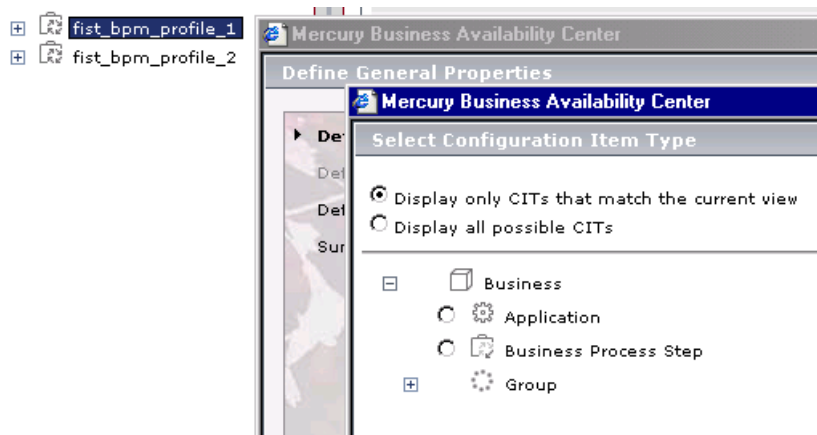 fist_bpm_profile_1
fist_bpm_profile_2
Mercury Business Availability Center
Define General Properties
Mercury Business Availability Center
Select Configuration Item Type
Display only CITs that match the current view
Display all possible CITs
Business
Application
Business Process Step
Group